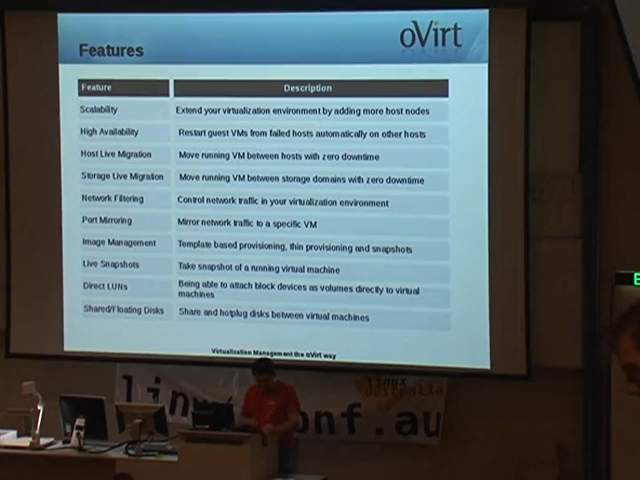 Features
oVirt
Feature Description
Scalability Extend your virtualization environment by adding more host nodes
High Availability Restart guest VMs from failed hosts automatically on other hosts
Host Live Migration Move running VM between hosts with zero downtime
Storage Live Migration Move running VM between storage domains with zero downtime
Network Filtering Control network traffic in your virtualization environment
Port Mirroring Mirror network traffic to a specific VM
Image Management Template based provisioning, thin provisioning and snapshots
Live Snapshots Take snapshot of a running virtual machine
Direct LUNs Being able to attach block devices as volumes directly to virtual
machines
Shared/Floating Disks Share and hotplug disks between virtual machines
Virtualization Management the oVirt way
linux
australia
linux onf.au